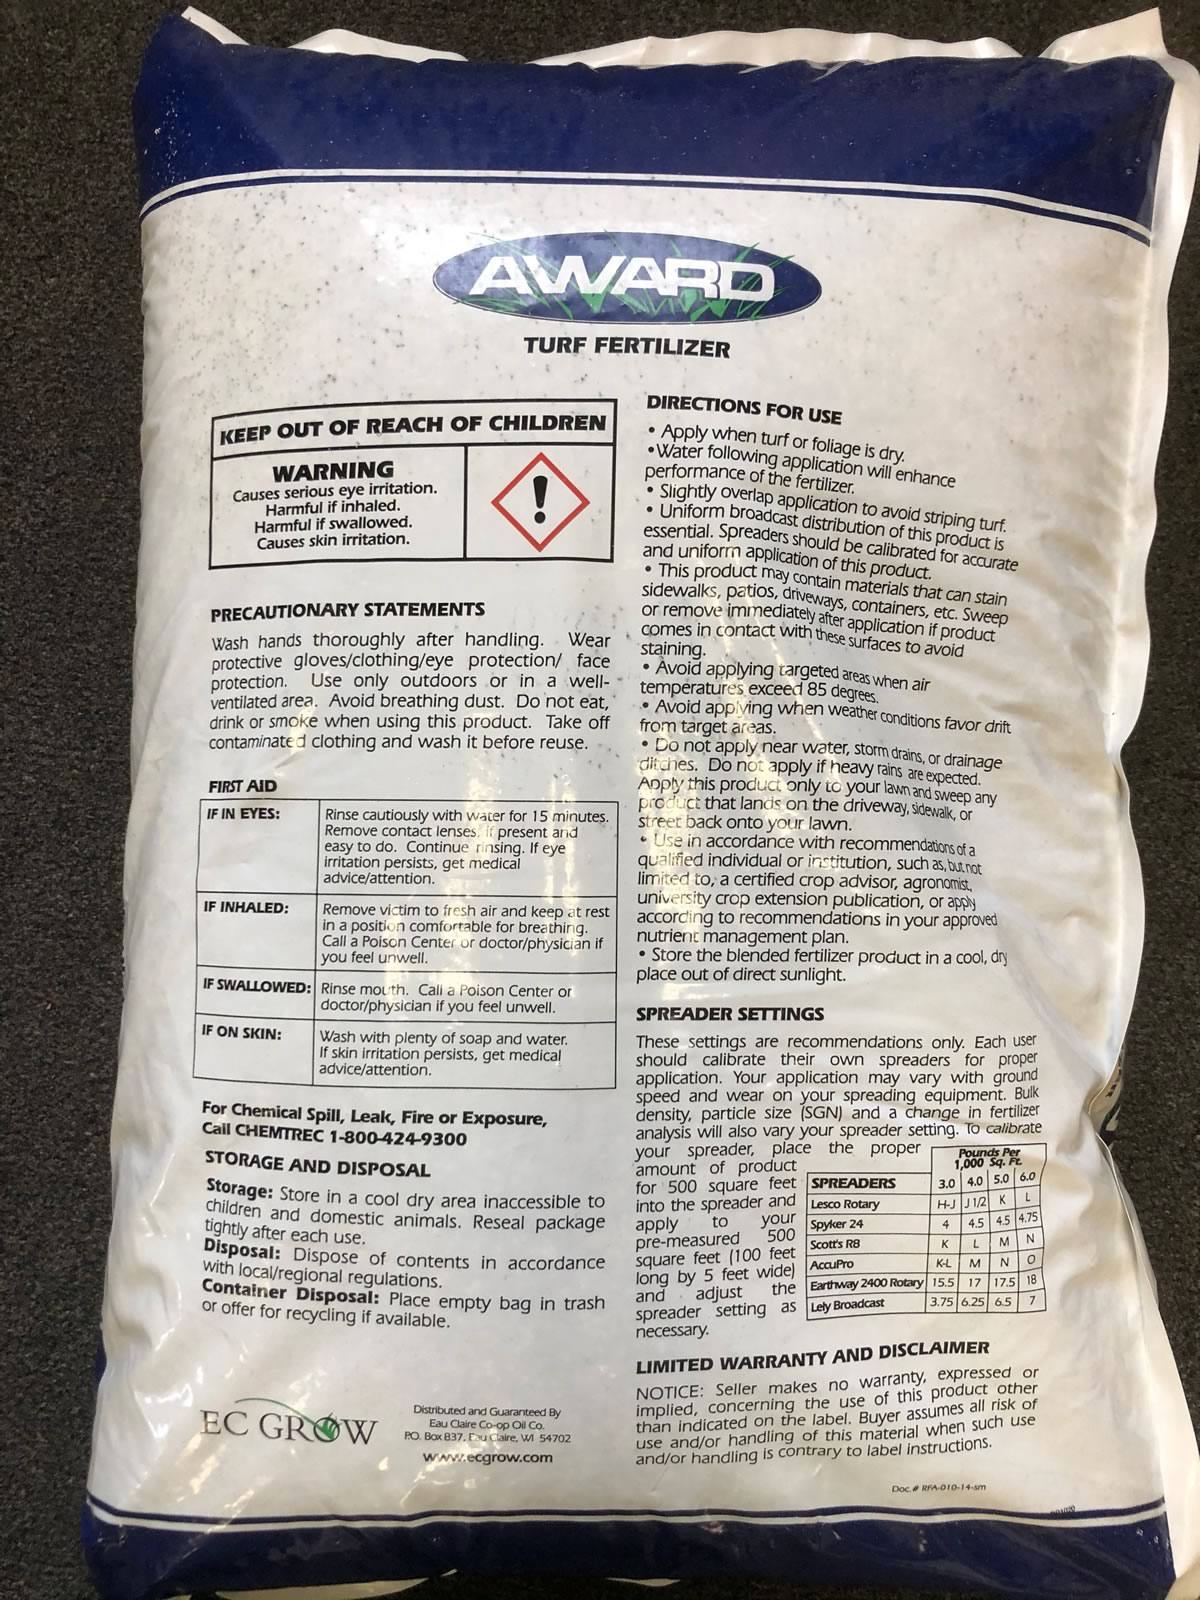 AWARD
TURF FERTILIZER
KEEP OUT OF REACH OF CHILDREN
WARNING
Causes serious eye irritation.
Harmful if inhaled.
Harmful if swallowed.
Causes skin irritation.
!
PRECAUTIONARY STATEMENTS
Wash hands thoroughly after handling. Wear
protective gloves/clothing/eye protection/ face
protection. Use only outdoors or in a well-
ventilated area. Avoid breathing dust. Do not eat,
drink or smoke when using this product. Take off
contaminated clothing and wash it before reuse.
FIRST AID
IF IN EYES: Rinse cautiously with water for 15 minutes.
Remove contact lenses, if present and
easy to do. Continue rinsing. If eye
irritation persists, get medical
advice/attention.
IF INHALED: Remove victim to fresh air and keep at rest
in a position comfortable for breathing.
Call a Poison Center or doctor/physician if
you feel unwell.
IF SWALLOWED: Rinse mouth. Call a Poison Center or
doctor/physician if you feel unwell.
IF ON SKIN: Wash with plenty of soap and water.
If skin irritation persists, get medical
advice/attention.
For Chemical Spill, Leak, Fire or Exposure,
Call CHEMTREC 1-800-424-9300
STORAGE AND DISPOSAL
Storage: Store in a cool dry area inaccessible to
children and domestic animals. Reseal package
tightly after each use.
Disposal: Dispose of contents in accordance
with local/regional regulations.
Container Disposal: Place empty bag in trash
or offer for recycling if available.
EC GROW
Distributed and Guaranteed By
Eau Claire Co-op Oil Co.
P.O. Box 837, Eau Claire, WI 54702
www.ecgrow.com
DIRECTIONS FOR USE
• Apply when turf or foliage is dry.
• Water following application will enhance
performance of the fertilizer.
• Slightly overlap application to avoid striping turf.
• Uniform broadcast distribution of this product is
essential. Spreaders should be calibrated for accurate
and uniform application of this product.
• This product may contain materials that can stain
sidewalks, patios, driveways, containers, etc. Sweep
or remove immediately after application if product
comes in contact with these surfaces to avoid
staining.
• Avoid applying targeted areas when air
temperatures exceed 85 degrees.
• Avoid applying when weather conditions favor drift
from target areas.
• Do not apply near water, storm drains, or drainage
ditches. Do not apply if heavy rains are expected.
Apply this product only to your lawn and sweep any
product that lands on the driveway, sidewalk, or
street back onto your lawn.
• Use in accordance with recommendations of a
qualified individual or institution, such as, but not
limited to, a certified crop advisor, agronomist,
university crop extension publication, or apply
according to recommendations in your approved
nutrient management plan.
• Store the blended fertilizer product in a cool, dry
place out of direct sunlight.
SPREADER SETTINGS
These settings are recommendations only. Each user
should calibrate their own spreaders for proper
application. Your application may vary with ground
speed and wear on your spreading equipment. Bulk
density, particle size (SGN) and a change in fertilizer
analysis will also vary your spreader setting. To calibrate
your spreader, place the proper
amount of product
for 500 square feet
into the spreader and
apply to your
pre-measured 500
square feet (100 feet
long by 5 feet wide)
and adjust the
spreader setting as
necessary.
Pounds Per
1,000 Sq. Ft.
SPREADERS 3.0 4.0 5.0 6.0
Lesco Rotary H-J J 1/2 K L
Spyker 24 4 4.5 4.5 4.75
Scott's R8 K L M N
AccuPro K-L M N O
Earthway 2400 Rotary 15.5 17 17.5 18
Lely Broadcast 3.75 6.25 6.5 7
LIMITED WARRANTY AND DISCLAIMER
NOTICE: Seller makes no warranty, expressed or
implied, concerning the use of this product other
than indicated on the label. Buyer assumes all risk of
use and/or handling of this material when such use
and/or handling is contrary to label instructions.
Doc.# RFA-010-14-sm